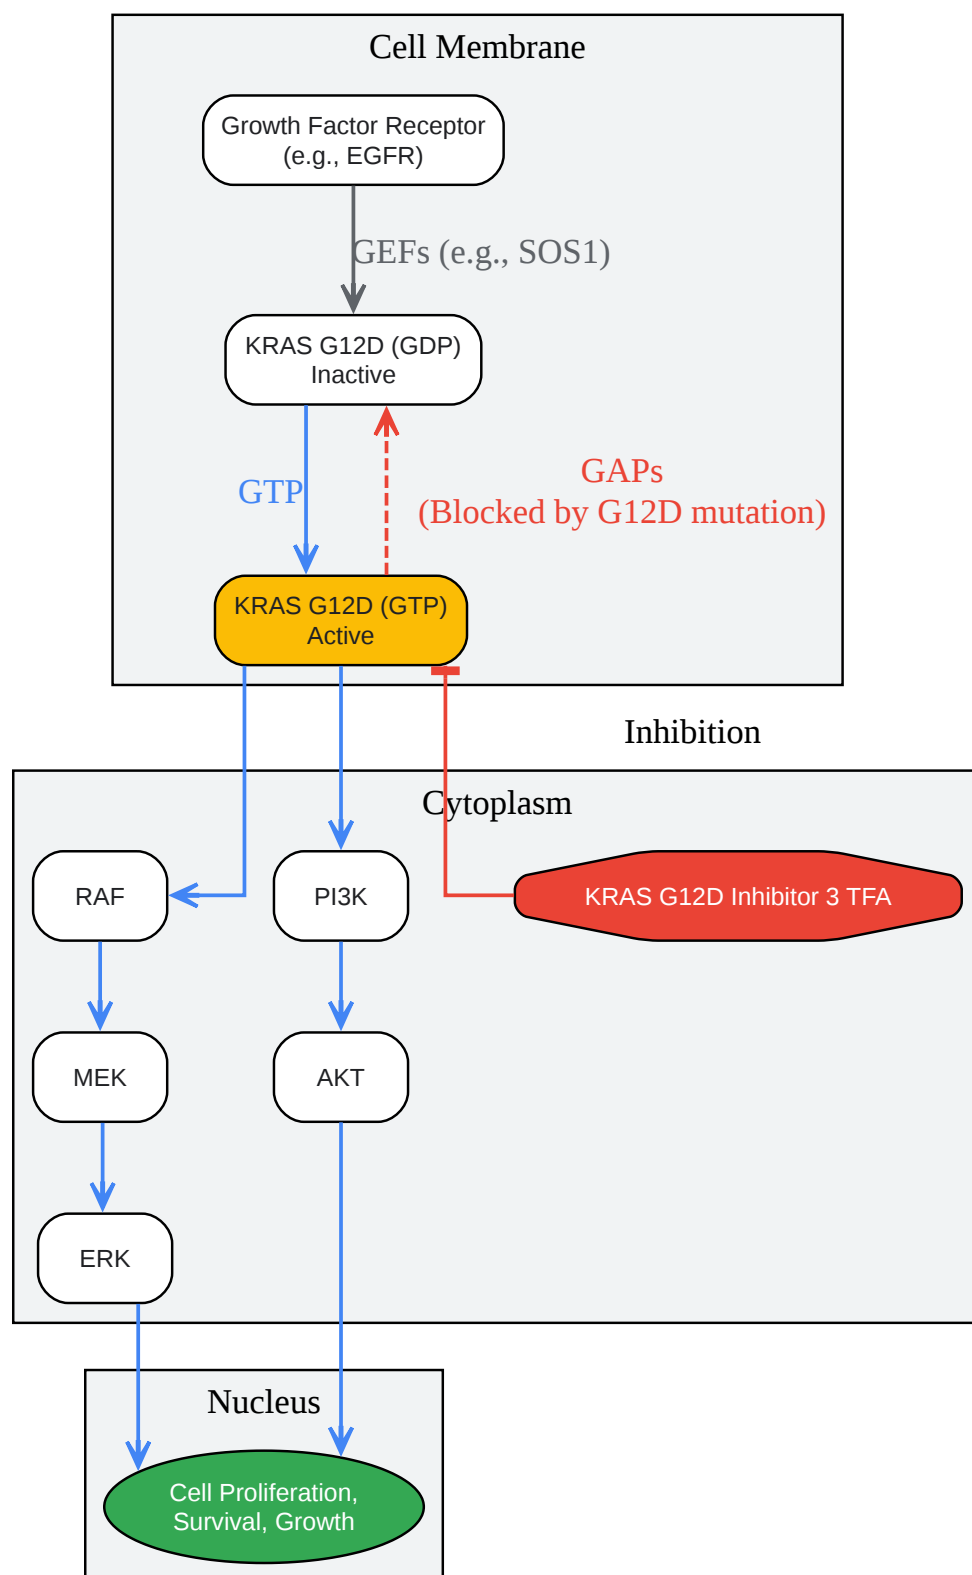 Cell Membrane
Growth Factor Receptor
(e.g., EGFR)
GEFs (e.g., SOS1)
KRAS G12D (GDP)
Inactive
GTP
GAPs
(Blocked by G12D mutation)
KRAS G12D (GTP)
Active
Inhibition
Cytoplasm
RAF
PI3K
KRAS G12D Inhibitor 3 TFA
MEK
AKT
ERK
Nucleus
Cell Proliferation,
Survival, Growth